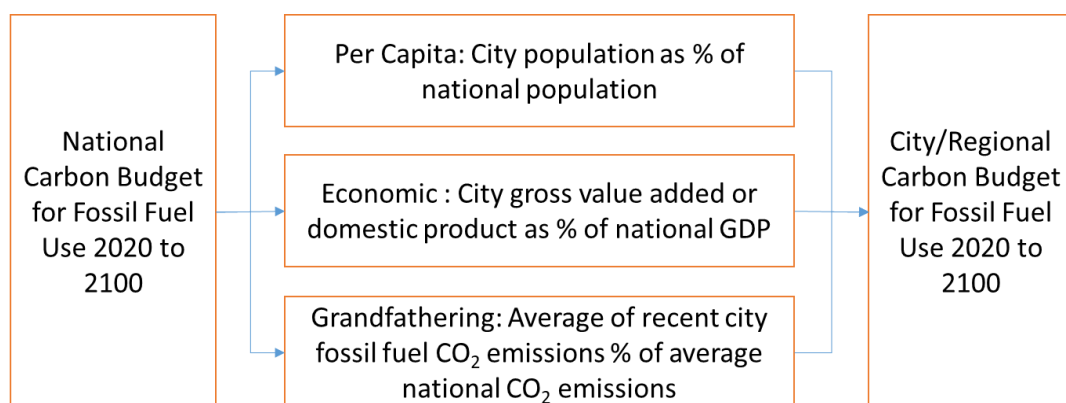 National
Carbon Budget
for Fossil Fuel
Use 2020 to
2100
Per Capita: City population as % of
national population
Economic : City gross value added or
domestic product as % of national GDP
Grandfathering: Average of recent city
fossil fuel CO₂ emissions % of average
national CO₂ emissions
City/Regional
Carbon Budget
for Fossil Fuel
Use 2020 to
2100